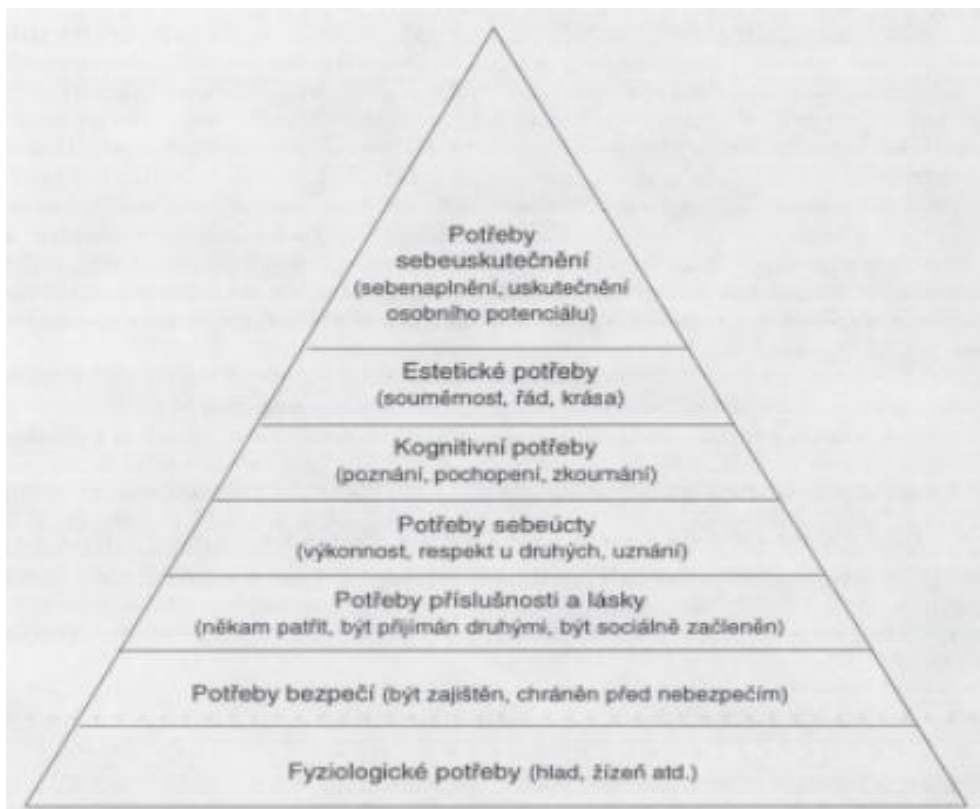 Potřeby
sebeuskutečnění
(sebenaplnění, uskutečnění
osobního potenciálu)
Estetické potřeby
(souměrnost, řád, krása)
Kognitivní potřeby
(poznání, pochopení, zkoumání)
Potřeby sebeúcty
(výkonnost, respekt u druhých, uznání)
Potřeby příslušnosti a lásky
(někam patřit, být přijímán druhými, být sociálně začleněn)
Potřeby bezpečí (být zajištěn, chráněn před nebezpečím)
Fyziologické potřeby (hlad, žízeň atd.)